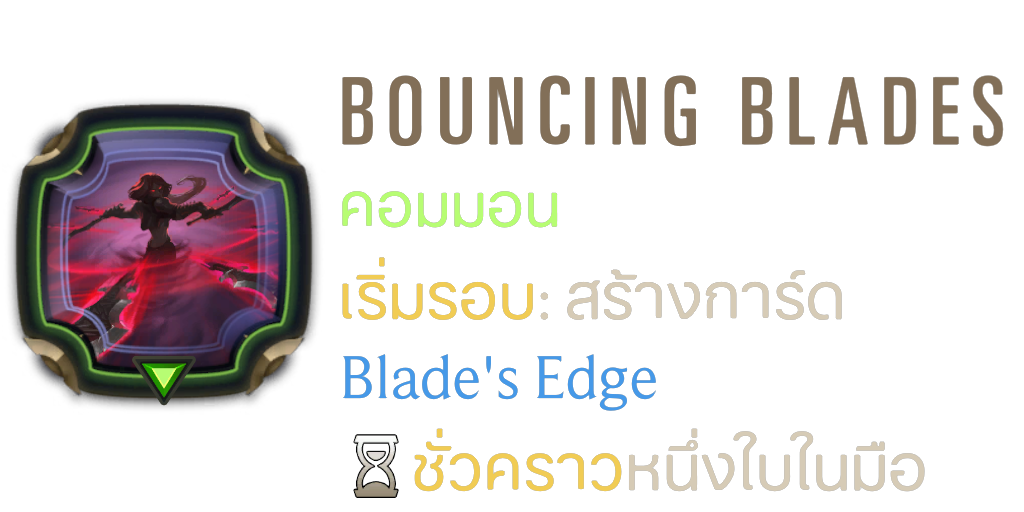 BOUNCING BLADES
คอมมอน
เริ่มรอบ: สร้างการ์ด
Blade's Edge
ชั่วคราวหนึ่งใบในมือ